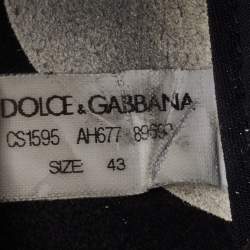 DOLCE & GABBANA
CS1595 AH677
SIZE: 43